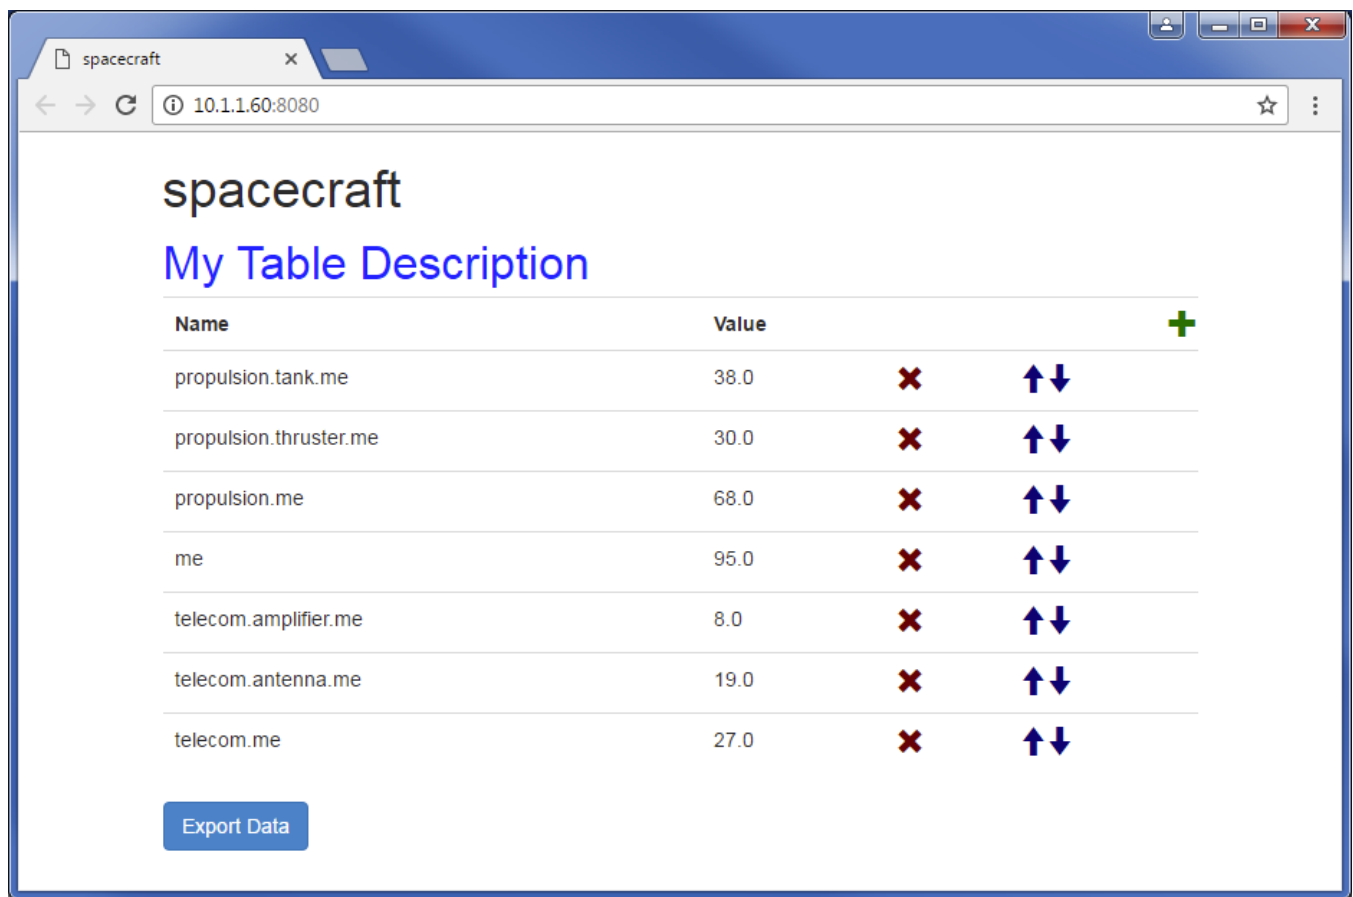 spacecraft
10.1.1.60:8080
spacecraft
My Table Description
Name Value
propulsion.tank.me 38.0
propulsion.thruster.me 30.0
propulsion.me 68.0
me 95.0
telecom.amplifier.me 8.0
telecom.antenna.me 19.0
telecom.me 27.0
Export Data